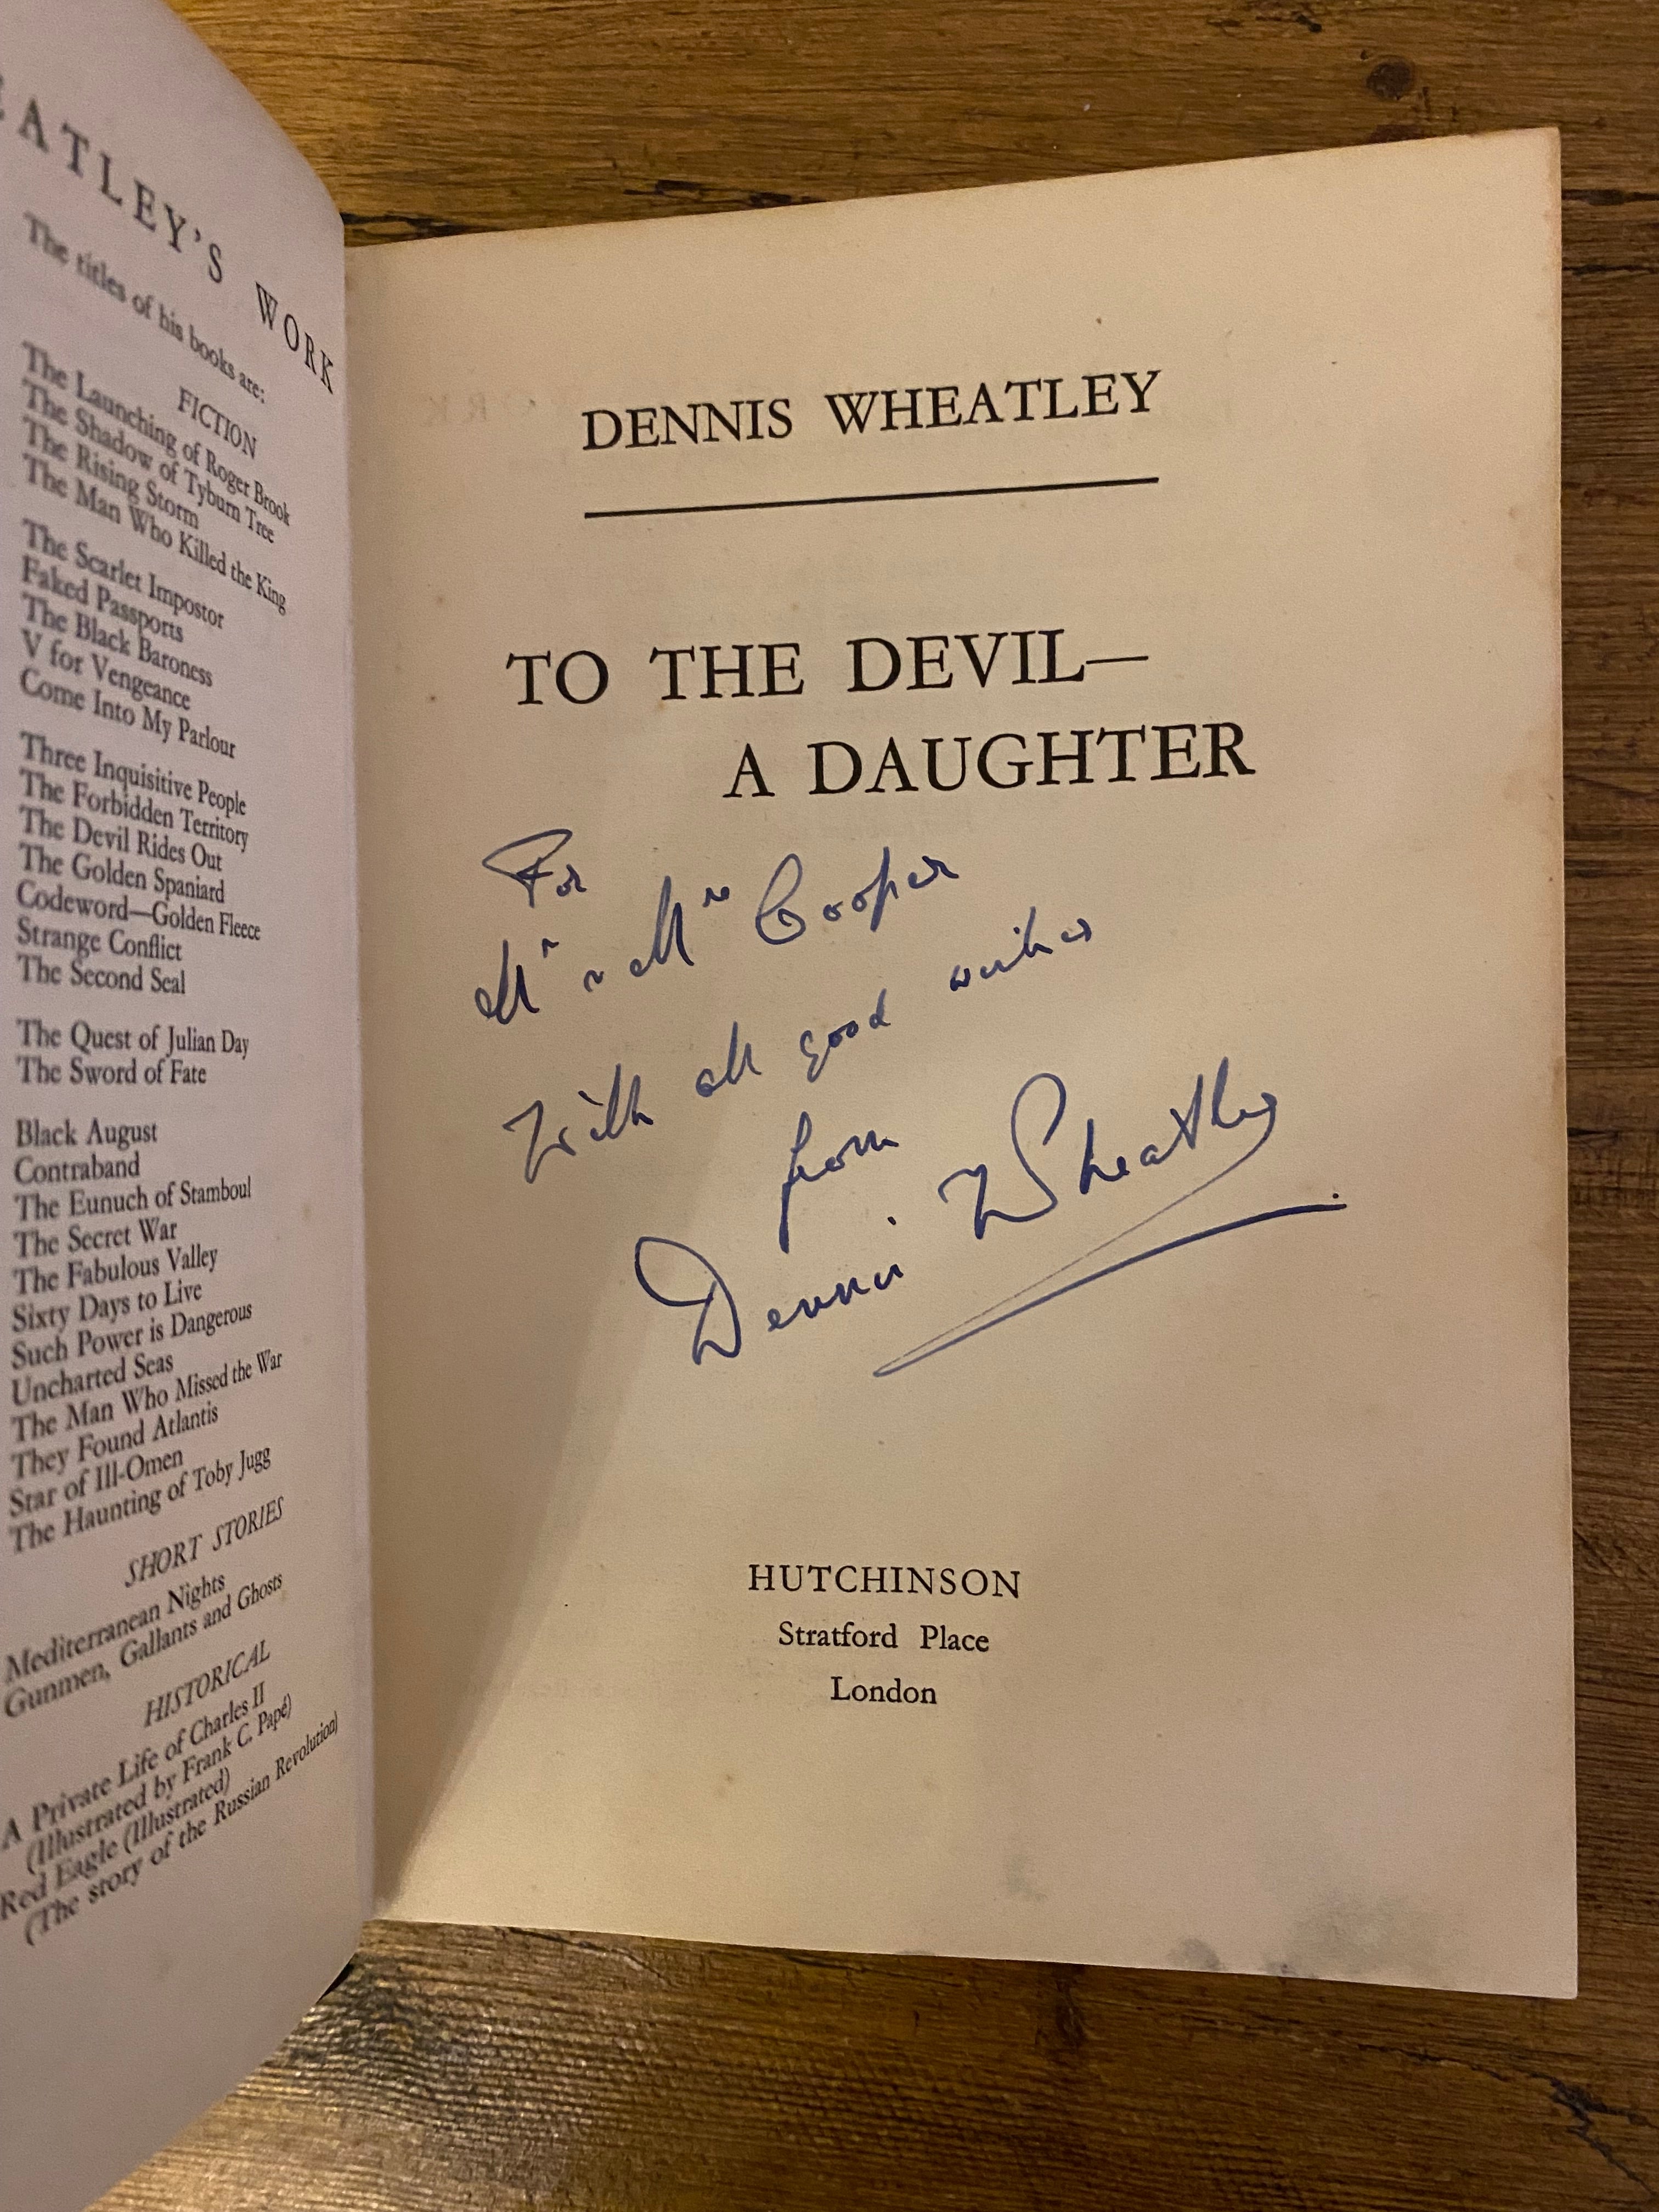 EATLEY'S WORK
The titles of his books are:
FICTION
The Launching of Roger Brook
The Shadow of Tyburn Tree
The Rising Storm
The Man Who Killed the King
The Scarlet Impostor
Faked Passports
The Black Baroness
V for Vengeance
Come Into My Parlour
Three Inquisitive People
The Forbidden Territory
The Devil Rides Out
The Golden Spaniard
Codeword—Golden Fleece
Strange Conflict
The Second Seal
The Quest of Julian Day
The Sword of Fate
Black August
Contraband
The Eunuch of Stamboul
The Secret War
The Fabulous Valley
Sixty Days to Live
Such Power is Dangerous
Uncharted Seas
The Man Who Missed the War
They Found Atlantis
Star of Ill-Omen
The Haunting of Toby Jugg
SHORT STORIES
Mediterranean Nights
Gunmen, Gallants and Ghosts
HISTORICAL
A Private Life of Charles II
(Illustrated by Frank C. Papé)
Red Eagle (Illustrated)
(The story of the Russian Revolution)
DENNIS WHEATLEY
TO THE DEVIL—
A DAUGHTER
For
Mr & Mrs Cooper
With all good wishes
from
Dennis Wheatley
HUTCHINSON
Stratford Place
London